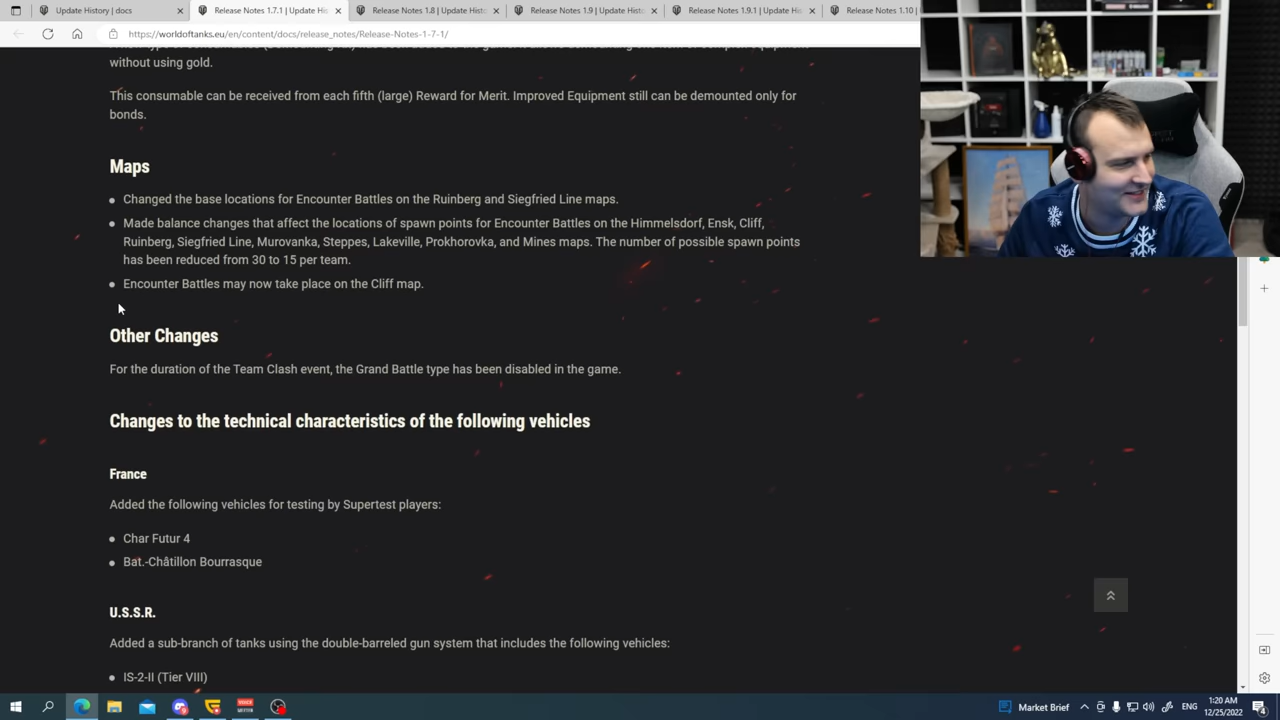 Update History | docs
Release Notes 1.7.1 | Update Hist
Release Notes 1.8 | Update Histo
Release Notes 1.9 | Update Histo
Release Notes 1.9.1 | Update Hist
Release Notes 1.10 |
https://worldoftanks.eu/en/content/docs/release_notes/Release-Notes-1-7-1/
without using gold.
This consumable can be received from each fifth (large) Reward for Merit. Improved Equipment still can be demounted only for
bonds.
Maps
Changed the base locations for Encounter Battles on the Ruinberg and Siegfried Line maps.
Made balance changes that affect the locations of spawn points for Encounter Battles on the Himmelsdorf, Ensk, Cliff,
Ruinberg, Siegfried Line, Murovanka, Steppes, Lakeville, Prokhorovka, and Mines maps. The number of possible spawn points
has been reduced from 30 to 15 per team.
Encounter Battles may now take place on the Cliff map.
Other Changes
For the duration of the Team Clash event, the Grand Battle type has been disabled in the game.
Changes to the technical characteristics of the following vehicles
France
Added the following vehicles for testing by Supertest players:
Char Futur 4
Bat.-Châtillon Bourrasque
U.S.S.R.
Added a sub-branch of tanks using the double-barreled gun system that includes the following vehicles:
IS-2-II (Tier VIII)
Market Brief
ENG
1:20 AM
12/25/2022
4